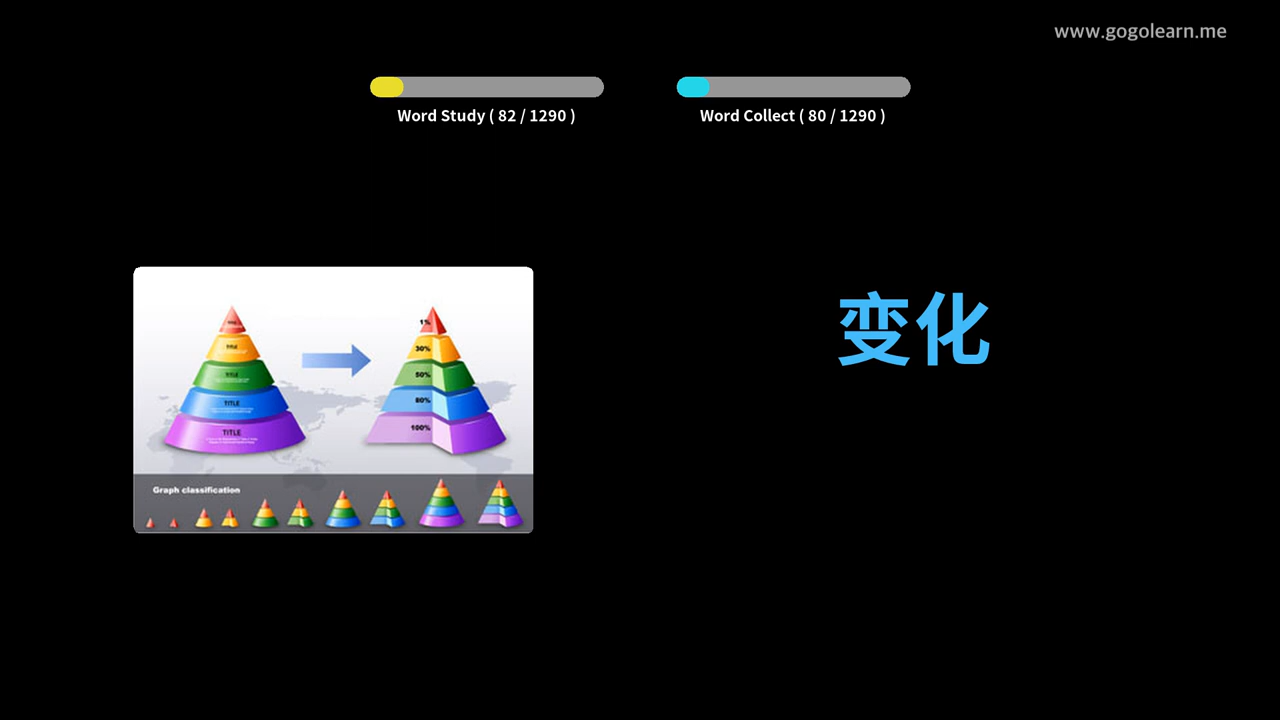 www.gogolearn.me
Word Study ( 82 / 1290 )
Word Collect ( 80 / 1290 )
变化
TITLE
TITLE
TITLE
TITLE
1%
30%
50%
80%
100%
Graph classification